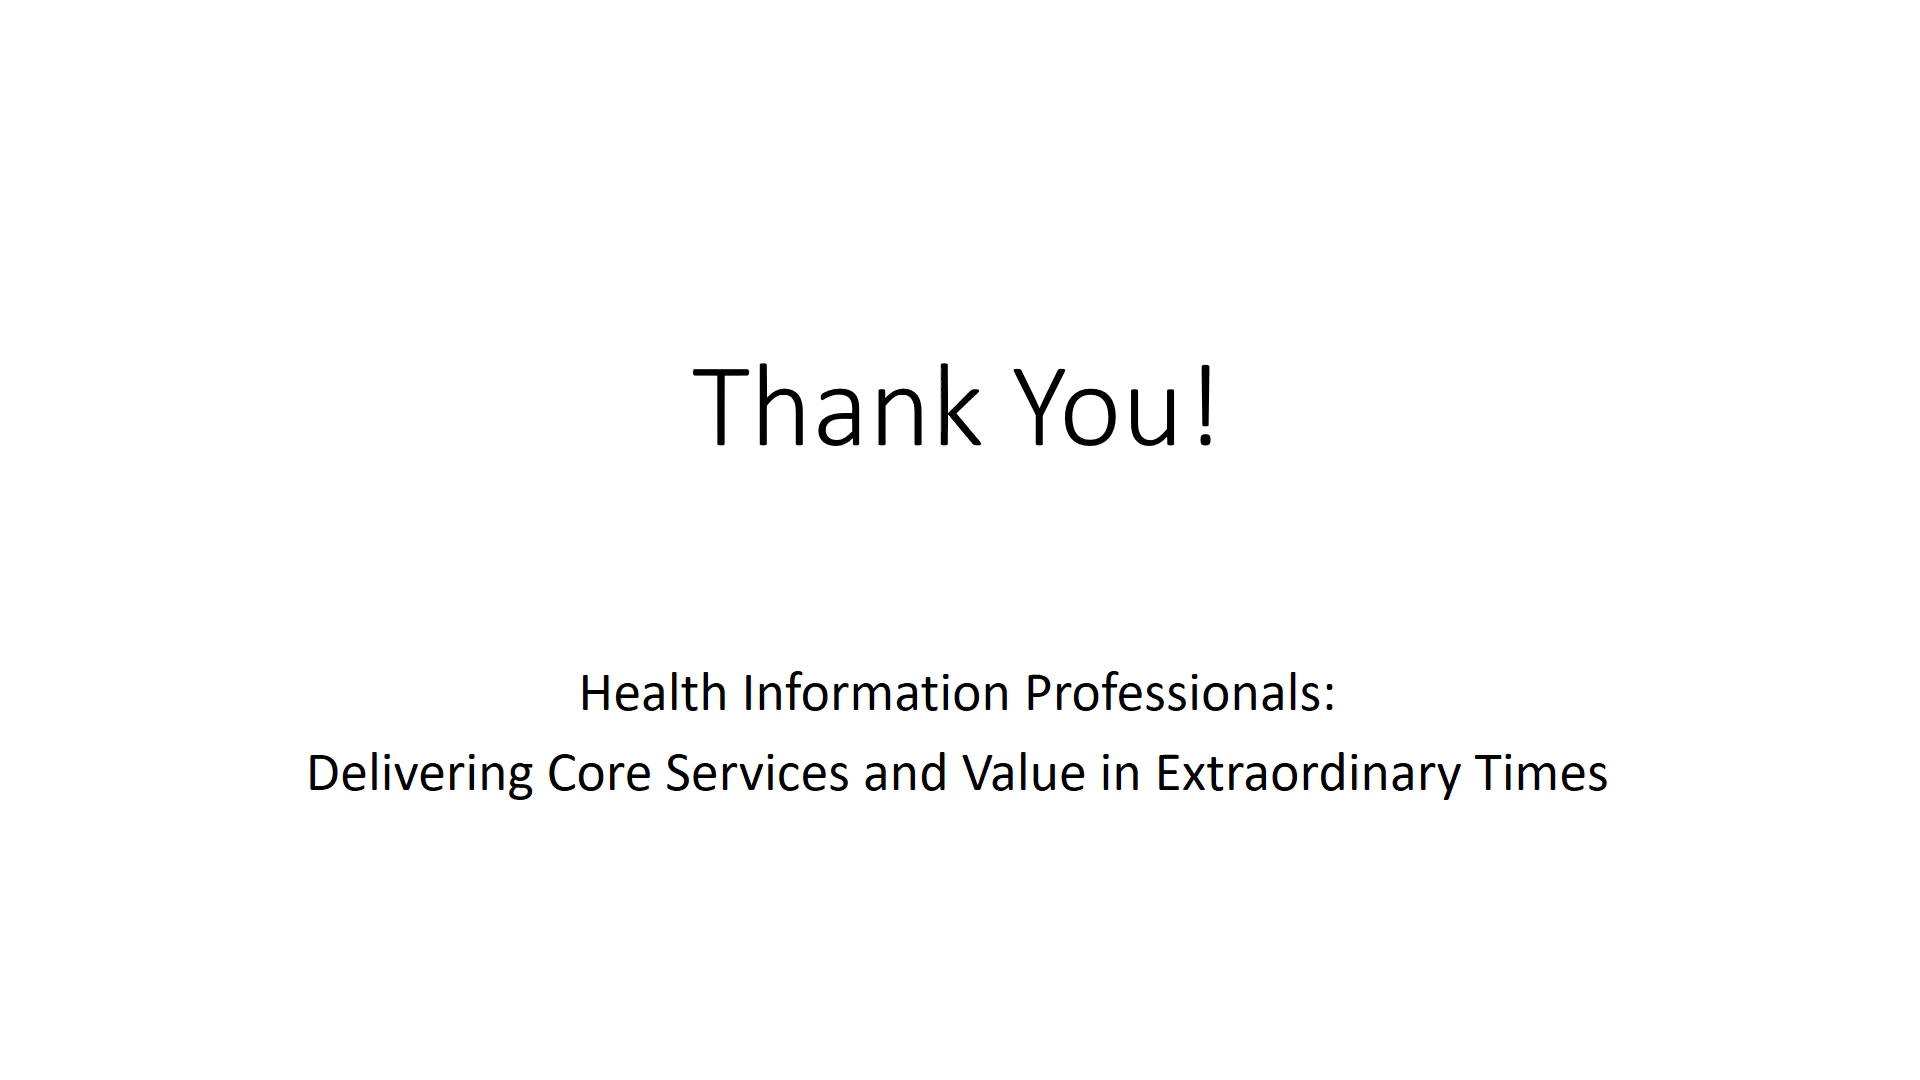 Thank You!
Health Information Professionals:
Delivering Core Services and Value in Extraordinary Times